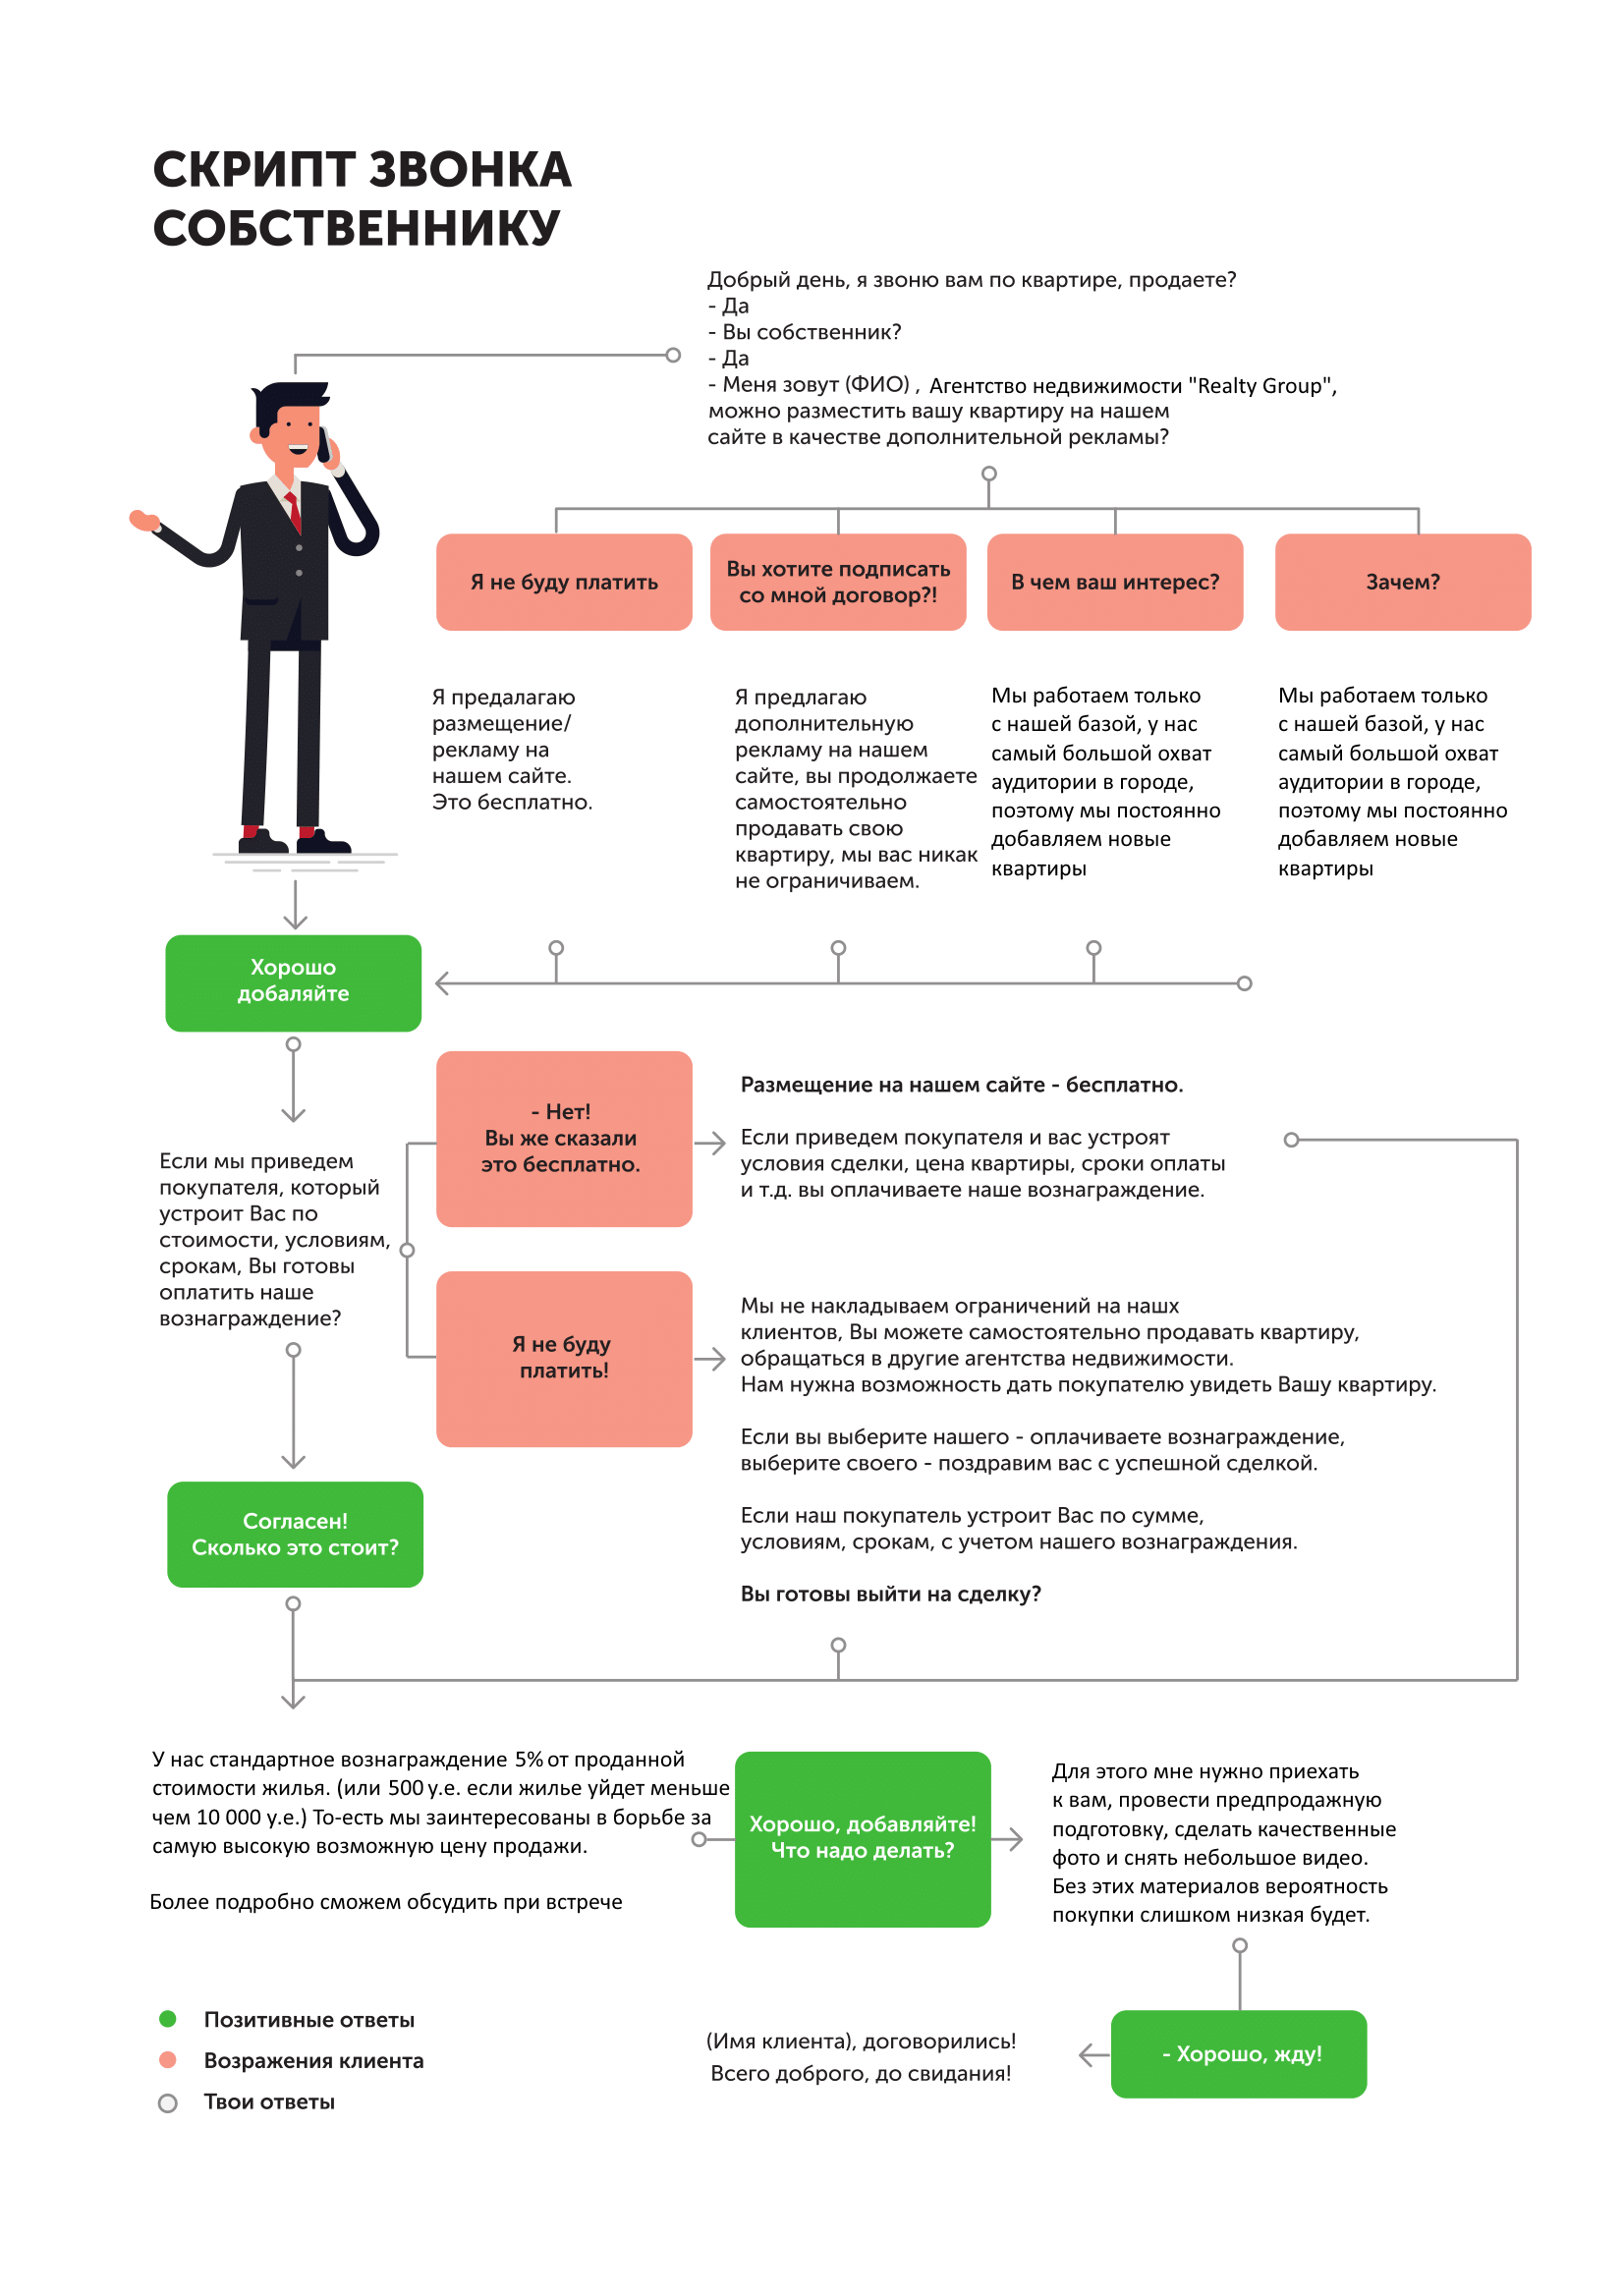 СКРИПТ ЗВОНКА
СОБСТВЕННИКУ
Добрый день, я звоню вам по квартире, продаете?
- Да
- Вы собственник?
- Да
- Меня зовут (ФИО) , Агентство недвижимости "Realty Group",
можно разместить вашу квартиру на нашем
сайте в качестве дополнительной рекламы?
Я не буду платить
Вы хотите подписать
со мной договор?!
В чем ваш интерес?
Зачем?
Я предалагаю
размещение/
рекламу на
нашем сайте.
Это бесплатно.
Я предлагаю
дополнительную
рекламу на нашем
сайте, вы продолжаете
самостоятельно
продавать свою
квартиру, мы вас никак
не ограничиваем.
Мы работаем только
с нашей базой, у нас
самый большой охват
аудитории в городе,
поэтому мы постоянно
добавляем новые
квартиры
Мы работаем только
с нашей базой, у нас
самый большой охват
аудитории в городе,
поэтому мы постоянно
добавляем новые
квартиры
Хорошо
добаляйте
Если мы приведем
покупателя, который
устроит Вас по
стоимости, условиям,
срокам, Вы готовы
оплатить наше
вознаграждение?
- Нет!
Вы же сказали
это бесплатно.
Размещение на нашем сайте - бесплатно.
Если приведем покупателя и вас устроят
условия сделки, цена квартиры, сроки оплаты
и т.д. вы оплачиваете наше вознаграждение.
Я не буду
платить!
Мы не накладываем ограничений на нашх
клиентов, Вы можете самостоятельно продавать квартиру,
обращаться в другие агентства недвижимости.
Нам нужна возможность дать покупателю увидеть Вашу квартиру.
Если вы выберите нашего - оплачиваете вознаграждение,
выберите своего - поздравим вас с успешной сделкой.
Если наш покупатель устроит Вас по сумме,
условиям, срокам, с учетом нашего вознаграждения.
Вы готовы выйти на сделку?
Согласен!
Сколько это стоит?
У нас стандартное вознаграждение 5% от проданной
стоимости жилья. (или 500 у.е. если жилье уйдет меньше
чем 10 000 у.е.) То-есть мы заинтересованы в борьбе за
самую высокую возможную цену продажи.
Более подробно сможем обсудить при встрече
Хорошо, добавляйте!
Что надо делать?
Для этого мне нужно приехать
к вам, провести предпродажную
подготовку, сделать качественные
фото и снять небольшое видео.
Без этих материалов вероятность
покупки слишком низкая будет.
- Хорошо, жду!
(Имя клиента), договорились!
Всего доброго, до свидания!
Позитивные ответы
Возражения клиента
Твои ответы